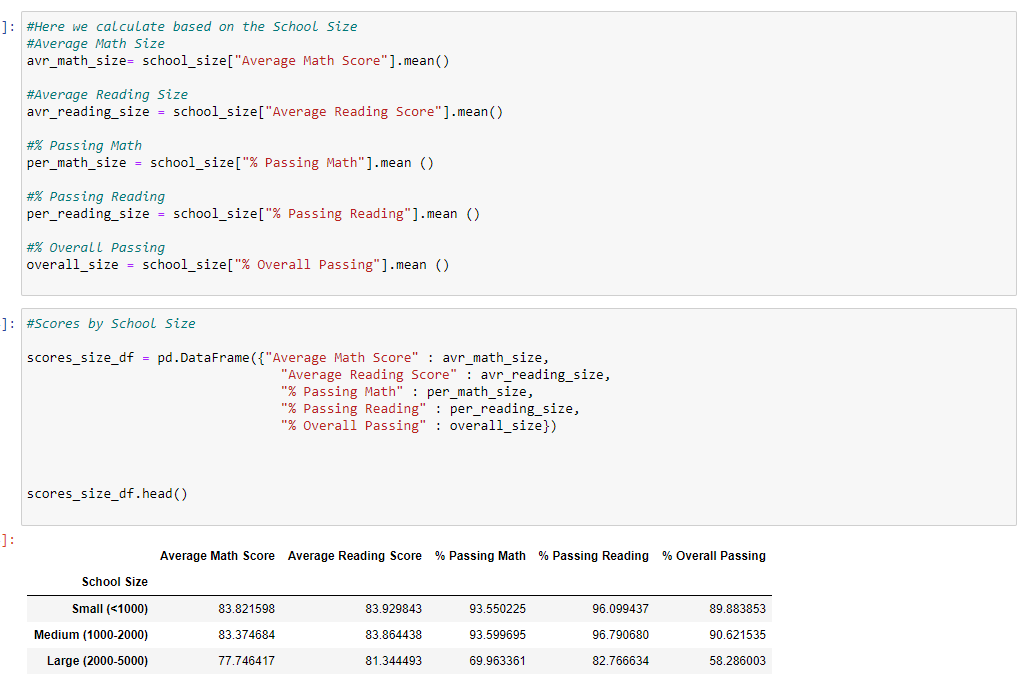 ]: #Here we calculate based on the School Size
#Average Math Size
avr_math_size= school_size["Average Math Score"].mean()
#Average Reading Size
avr_reading_size = school_size["Average Reading Score"].mean()
#% Passing Math
per_math_size = school_size["% Passing Math"].mean ()
#% Passing Reading
per_reading_size = school_size["% Passing Reading"].mean ()
#% Overall Passing
overall_size = school_size["% Overall Passing"].mean ()
]: #Scores by School Size
scores_size_df = pd.DataFrame({"Average Math Score" : avr_math_size,
"Average Reading Score" : avr_reading_size,
"% Passing Math" : per_math_size,
"% Passing Reading" : per_reading_size,
"% Overall Passing" : overall_size})
scores_size_df.head()
]:
Average Math Score Average Reading Score % Passing Math % Passing Reading % Overall Passing
School Size
Small (<1000) 83.821598 83.929843 93.550225 96.099437 89.883853
Medium (1000-2000) 83.374684 83.864438 93.599695 96.790680 90.621535
Large (2000-5000) 77.746417 81.344493 69.963361 82.766634 58.286003